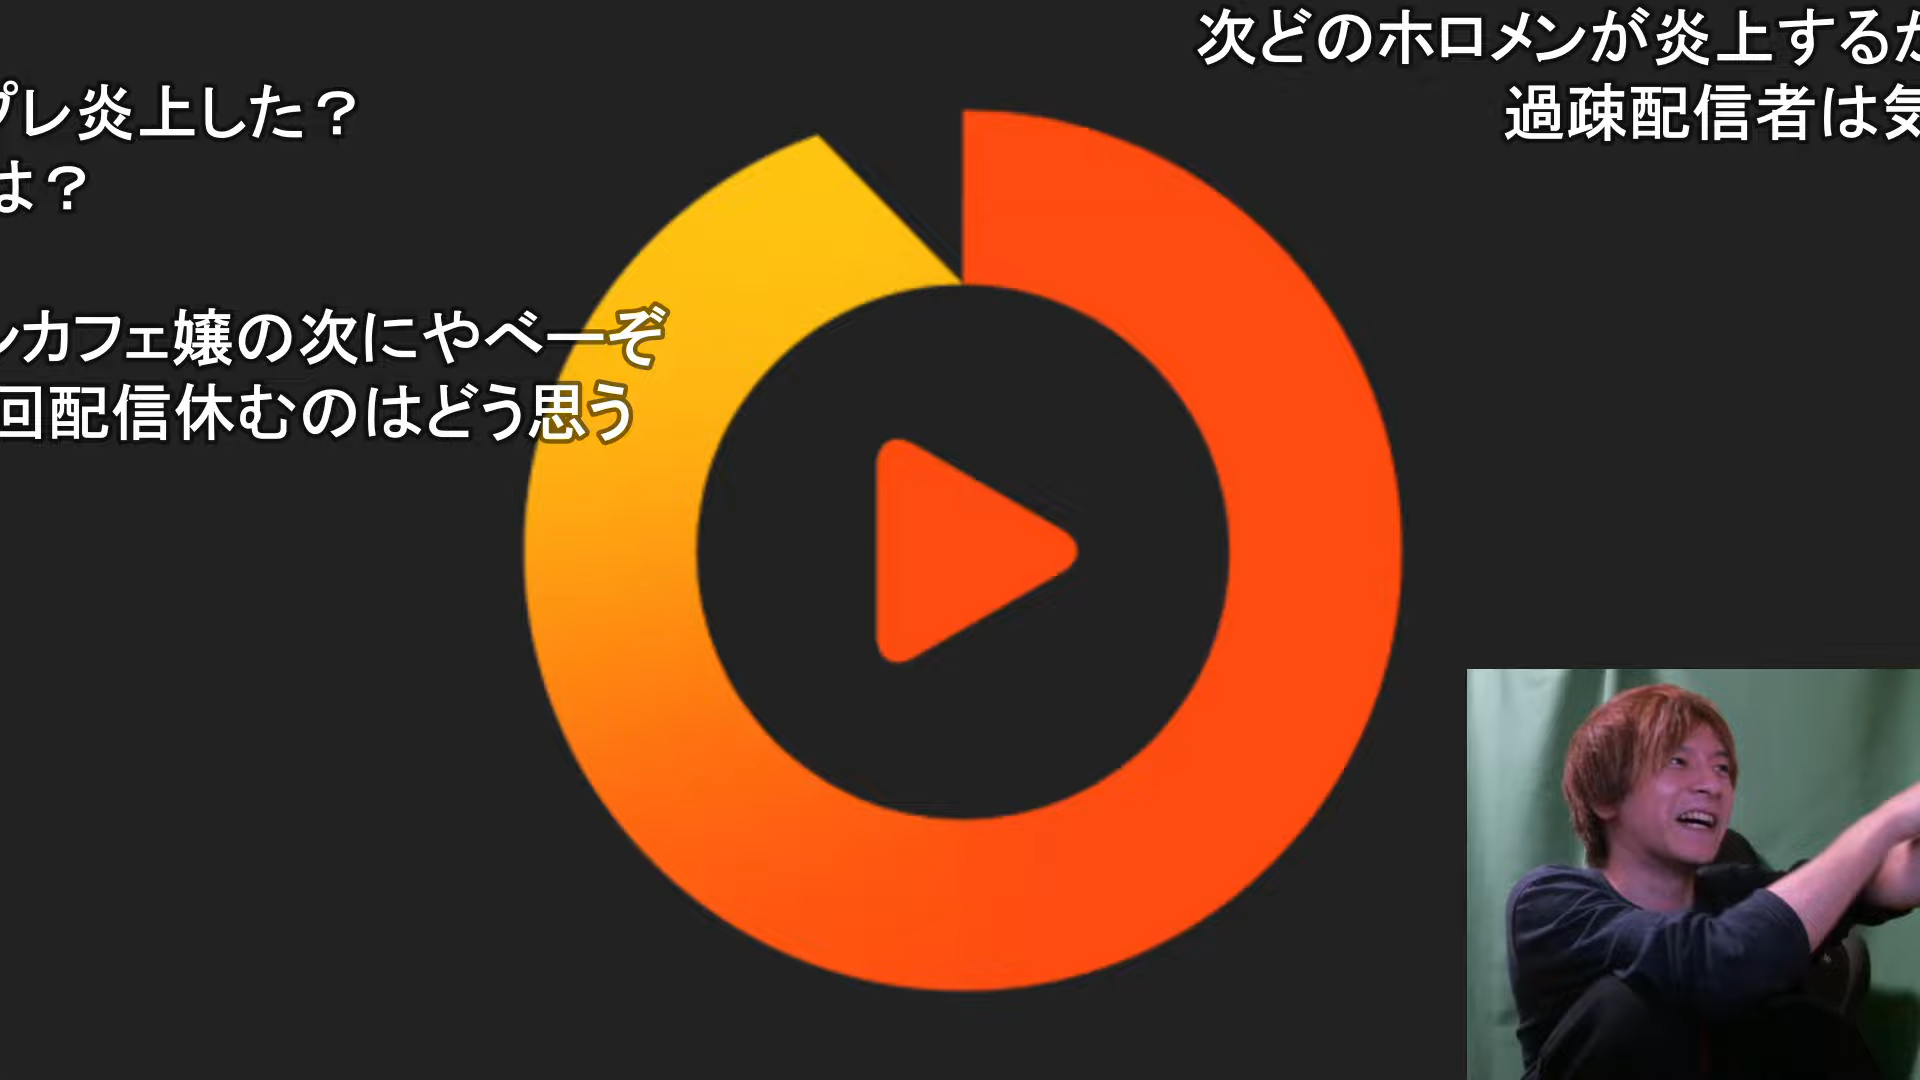 次どのホロメンが炎上するか
プレ炎上した？
過疎配信者は気
は？
ンカフェ嬢の次にやべーぞ
回配信休むのはどう思う